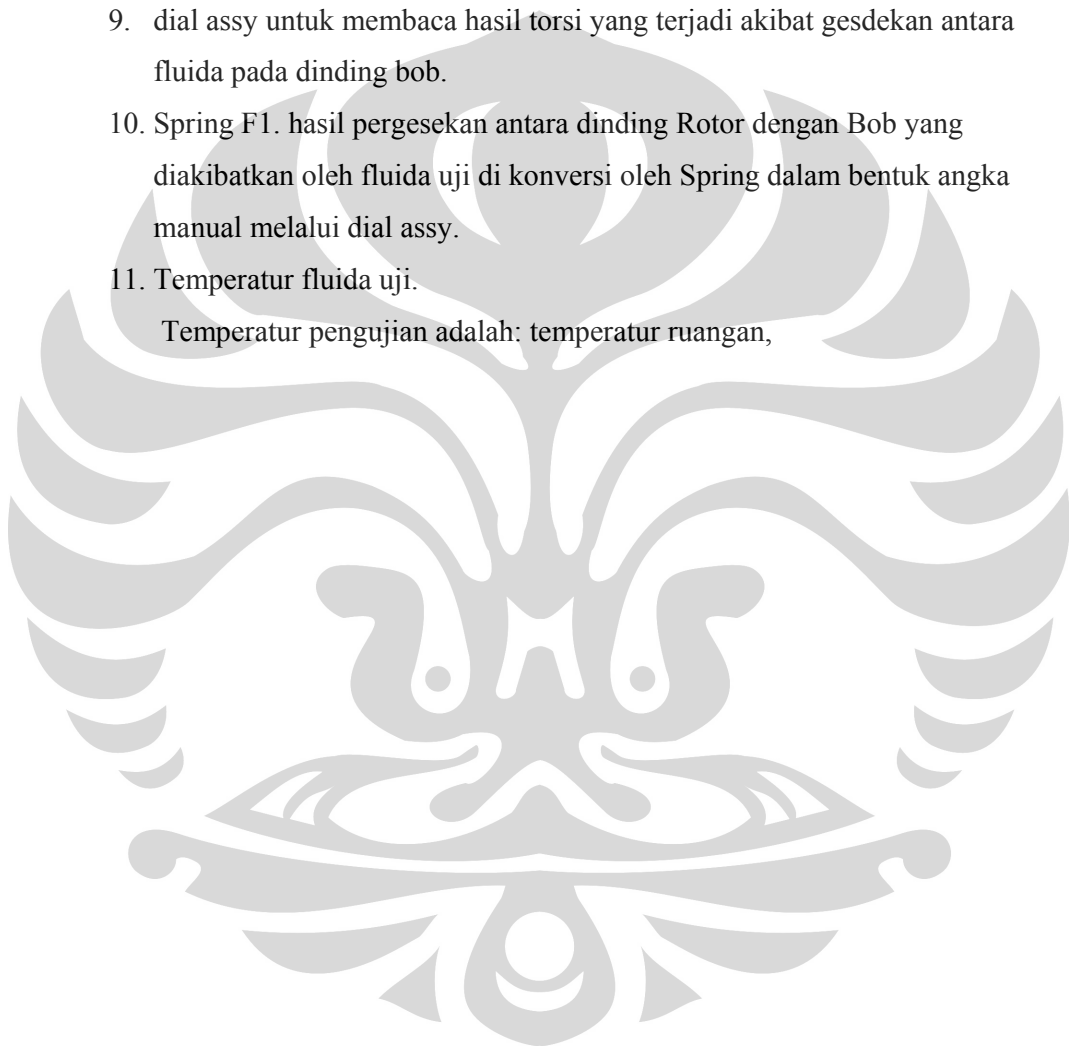 9. dial assy untuk membaca hasil torsi yang terjadi akibat gesdekan antara
fluida pada dinding bob.
10. Spring F1. hasil pergesekan antara dinding Rotor dengan Bob yang
diakibatkan oleh fluida uji di konversi oleh Spring dalam bentuk angka
manual melalui dial assy.
11. Temperatur fluida uji.
Temperatur pengujian adalah: temperatur ruangan,